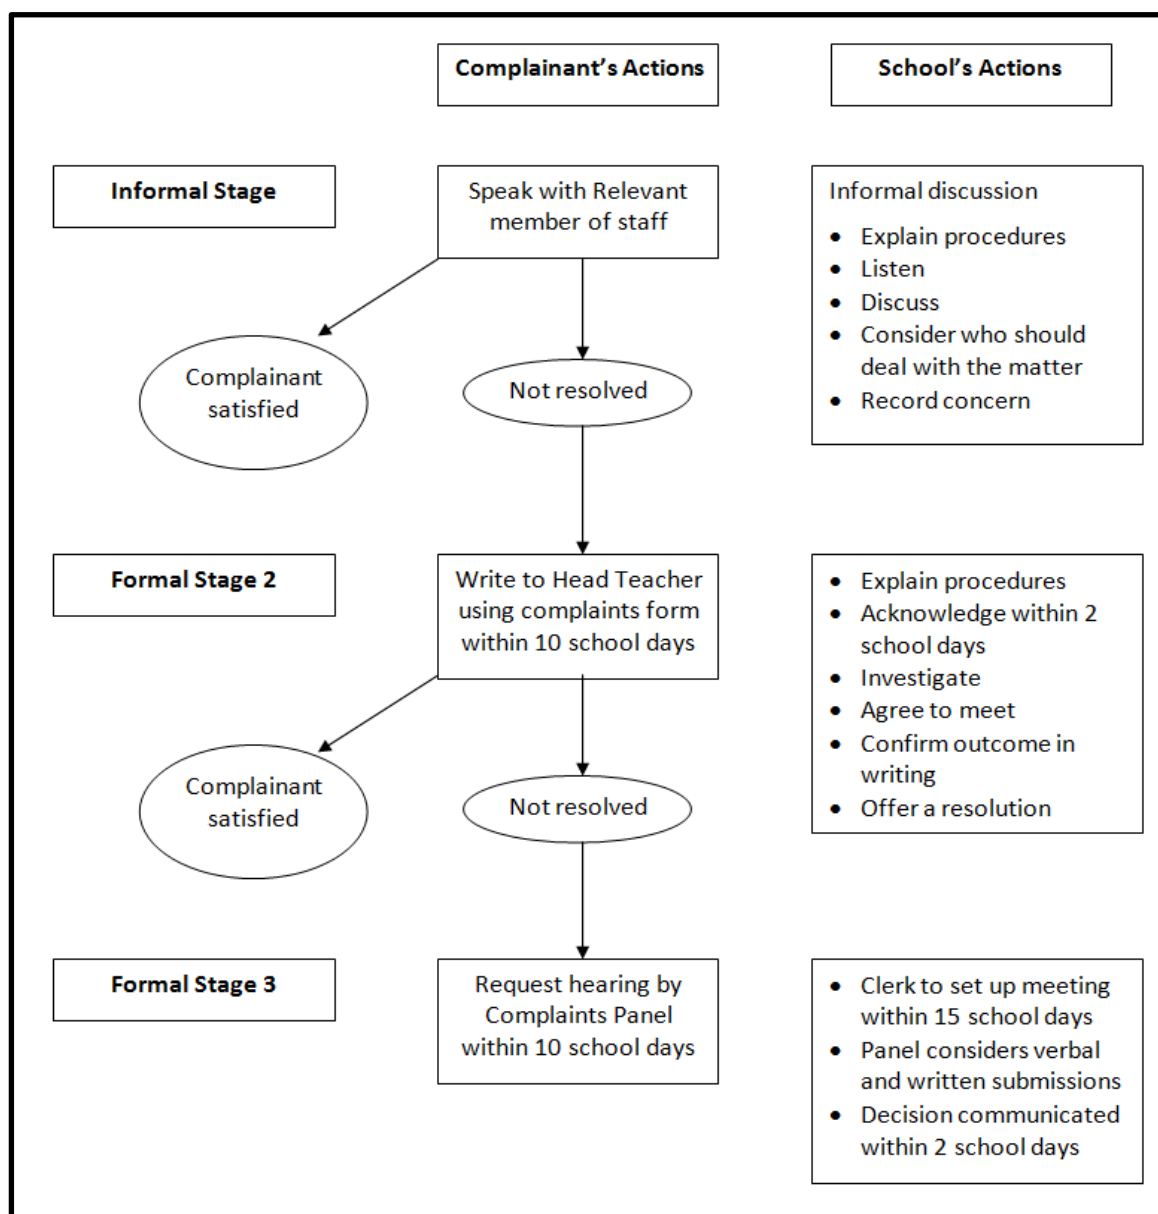 Complainant's Actions
School's Actions
Informal Stage
Speak with Relevant
member of staff
Informal discussion
• Explain procedures
• Listen
• Discuss
• Consider who should
deal with the matter
• Record concern
Complainant
satisfied
Not resolved
Formal Stage 2
Write to Head Teacher
using complaints form
within 10 school days
• Explain procedures
• Acknowledge within 2
school days
• Investigate
• Agree to meet
• Confirm outcome in
writing
• Offer a resolution
Complainant
satisfied
Not resolved
Formal Stage 3
Request hearing by
Complaints Panel
within 10 school days
• Clerk to set up meeting
within 15 school days
• Panel considers verbal
and written submissions
• Decision communicated
within 2 school days